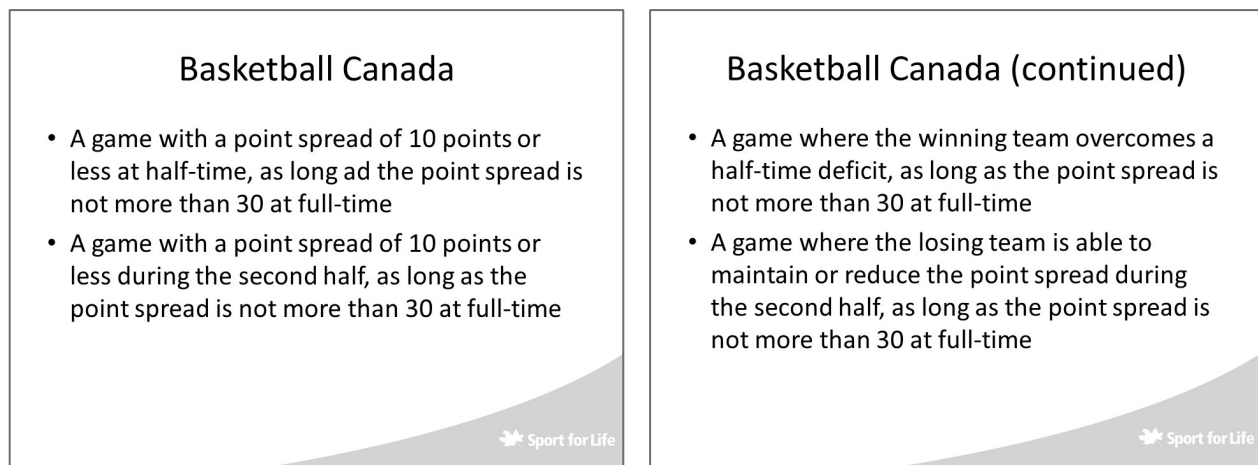 Basketball Canada
• A game with a point spread of 10 points or
less at half-time, as long ad the point spread is
not more than 30 at full-time
• A game with a point spread of 10 points or
less during the second half, as long as the
point spread is not more than 30 at full-time
Sport for Life
Basketball Canada (continued)
• A game where the winning team overcomes a
half-time deficit, as long as the point spread is
not more than 30 at full-time
• A game where the losing team is able to
maintain or reduce the point spread during
the second half, as long as the point spread is
not more than 30 at full-time
Sport for Life